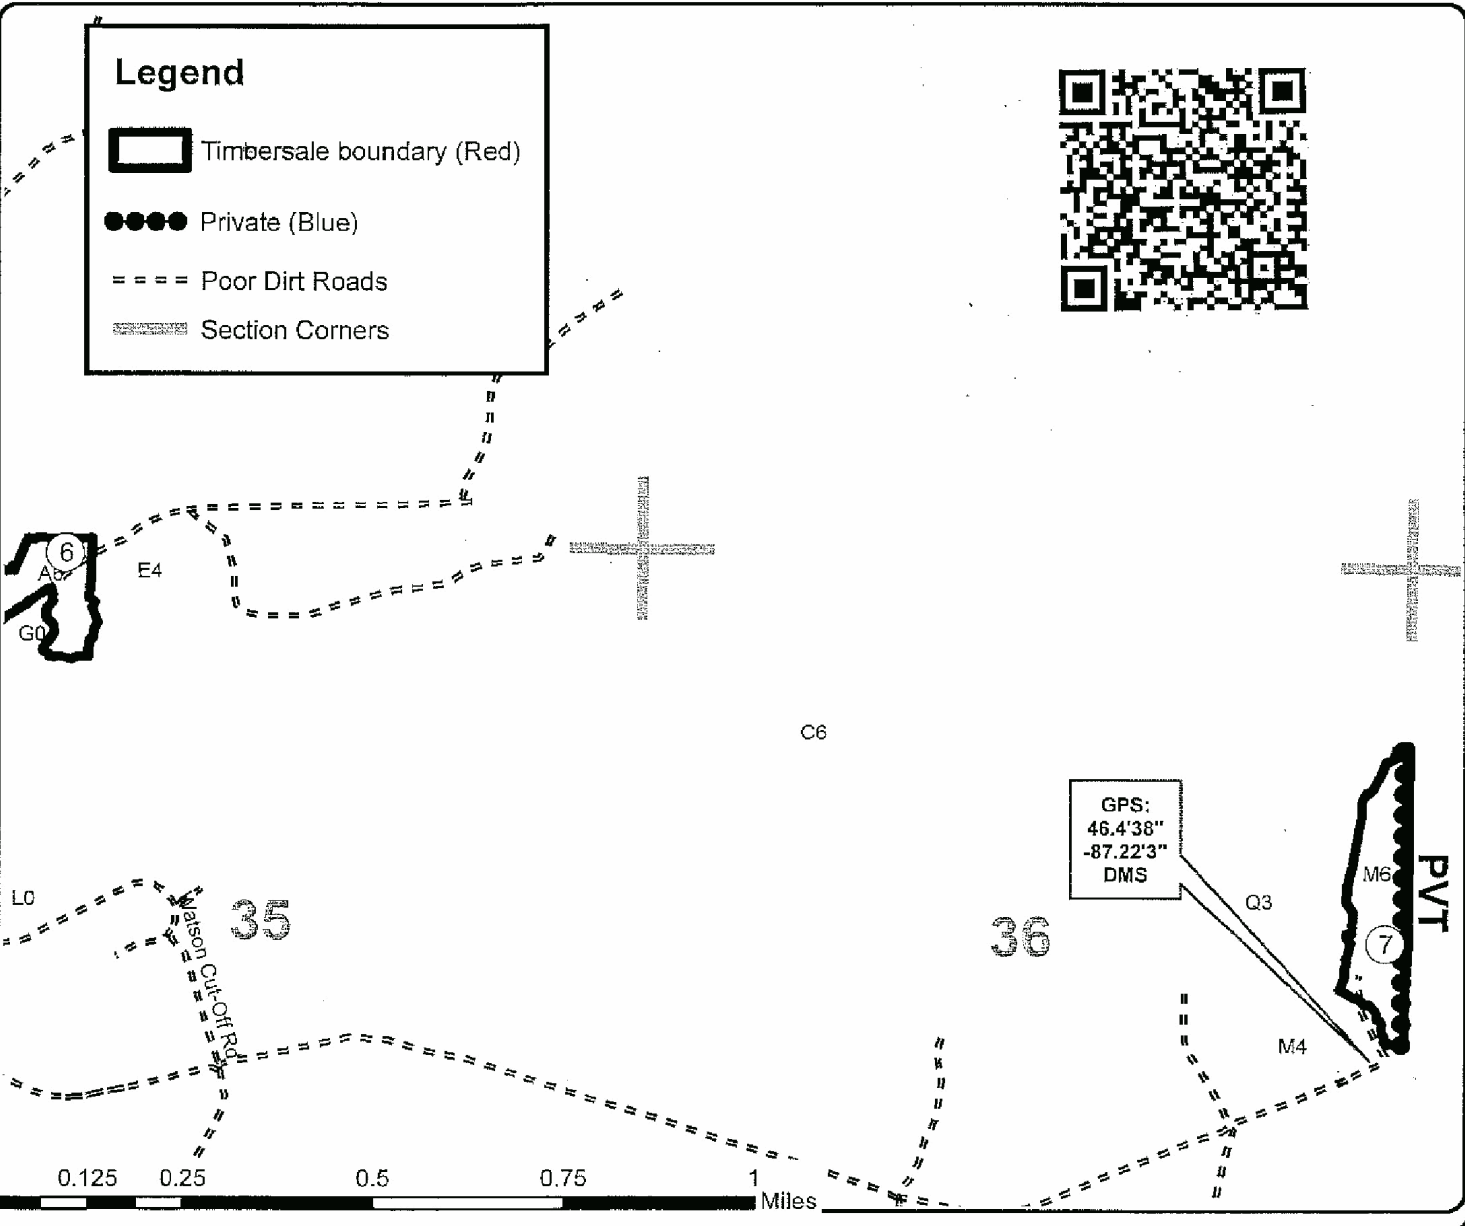 Legend
Timbersale boundary (Red)
Private (Blue)
Poor Dirt Roads
Section Corners
6
E4
G0
C6
GPS:
46.4'38"
-87.22'3"
DMS
M6
PVT
L0
Q3
35
36
7
Watson Cut-Off Rd
M4
0.125 0.25 0.5 0.75 1
Miles